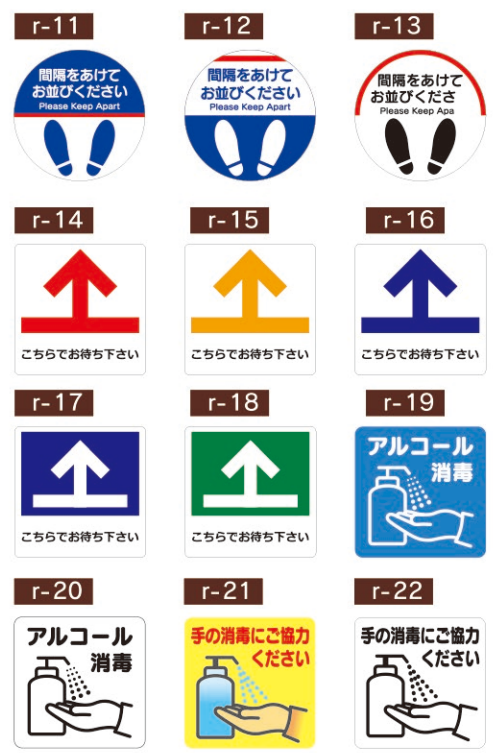 r-11
r-12
r-13
間隔をあけて
お並びください
Please Keep Apart
間隔をあけて
お並びください
Please Keep Apart
間隔をあけて
お並びくださ
Please Keep Apa
r-14
r-15
r-16
こちらでお待ち下さい
こちらでお待ち下さい
こちらでお待ち下さい
r-17
r-18
r-19
こちらでお待ち下さい
こちらでお待ち下さい
アルコール
消毒
r-20
r-21
r-22
アルコール
消毒
手の消毒にご協力
ください
手の消毒にご協力
ください